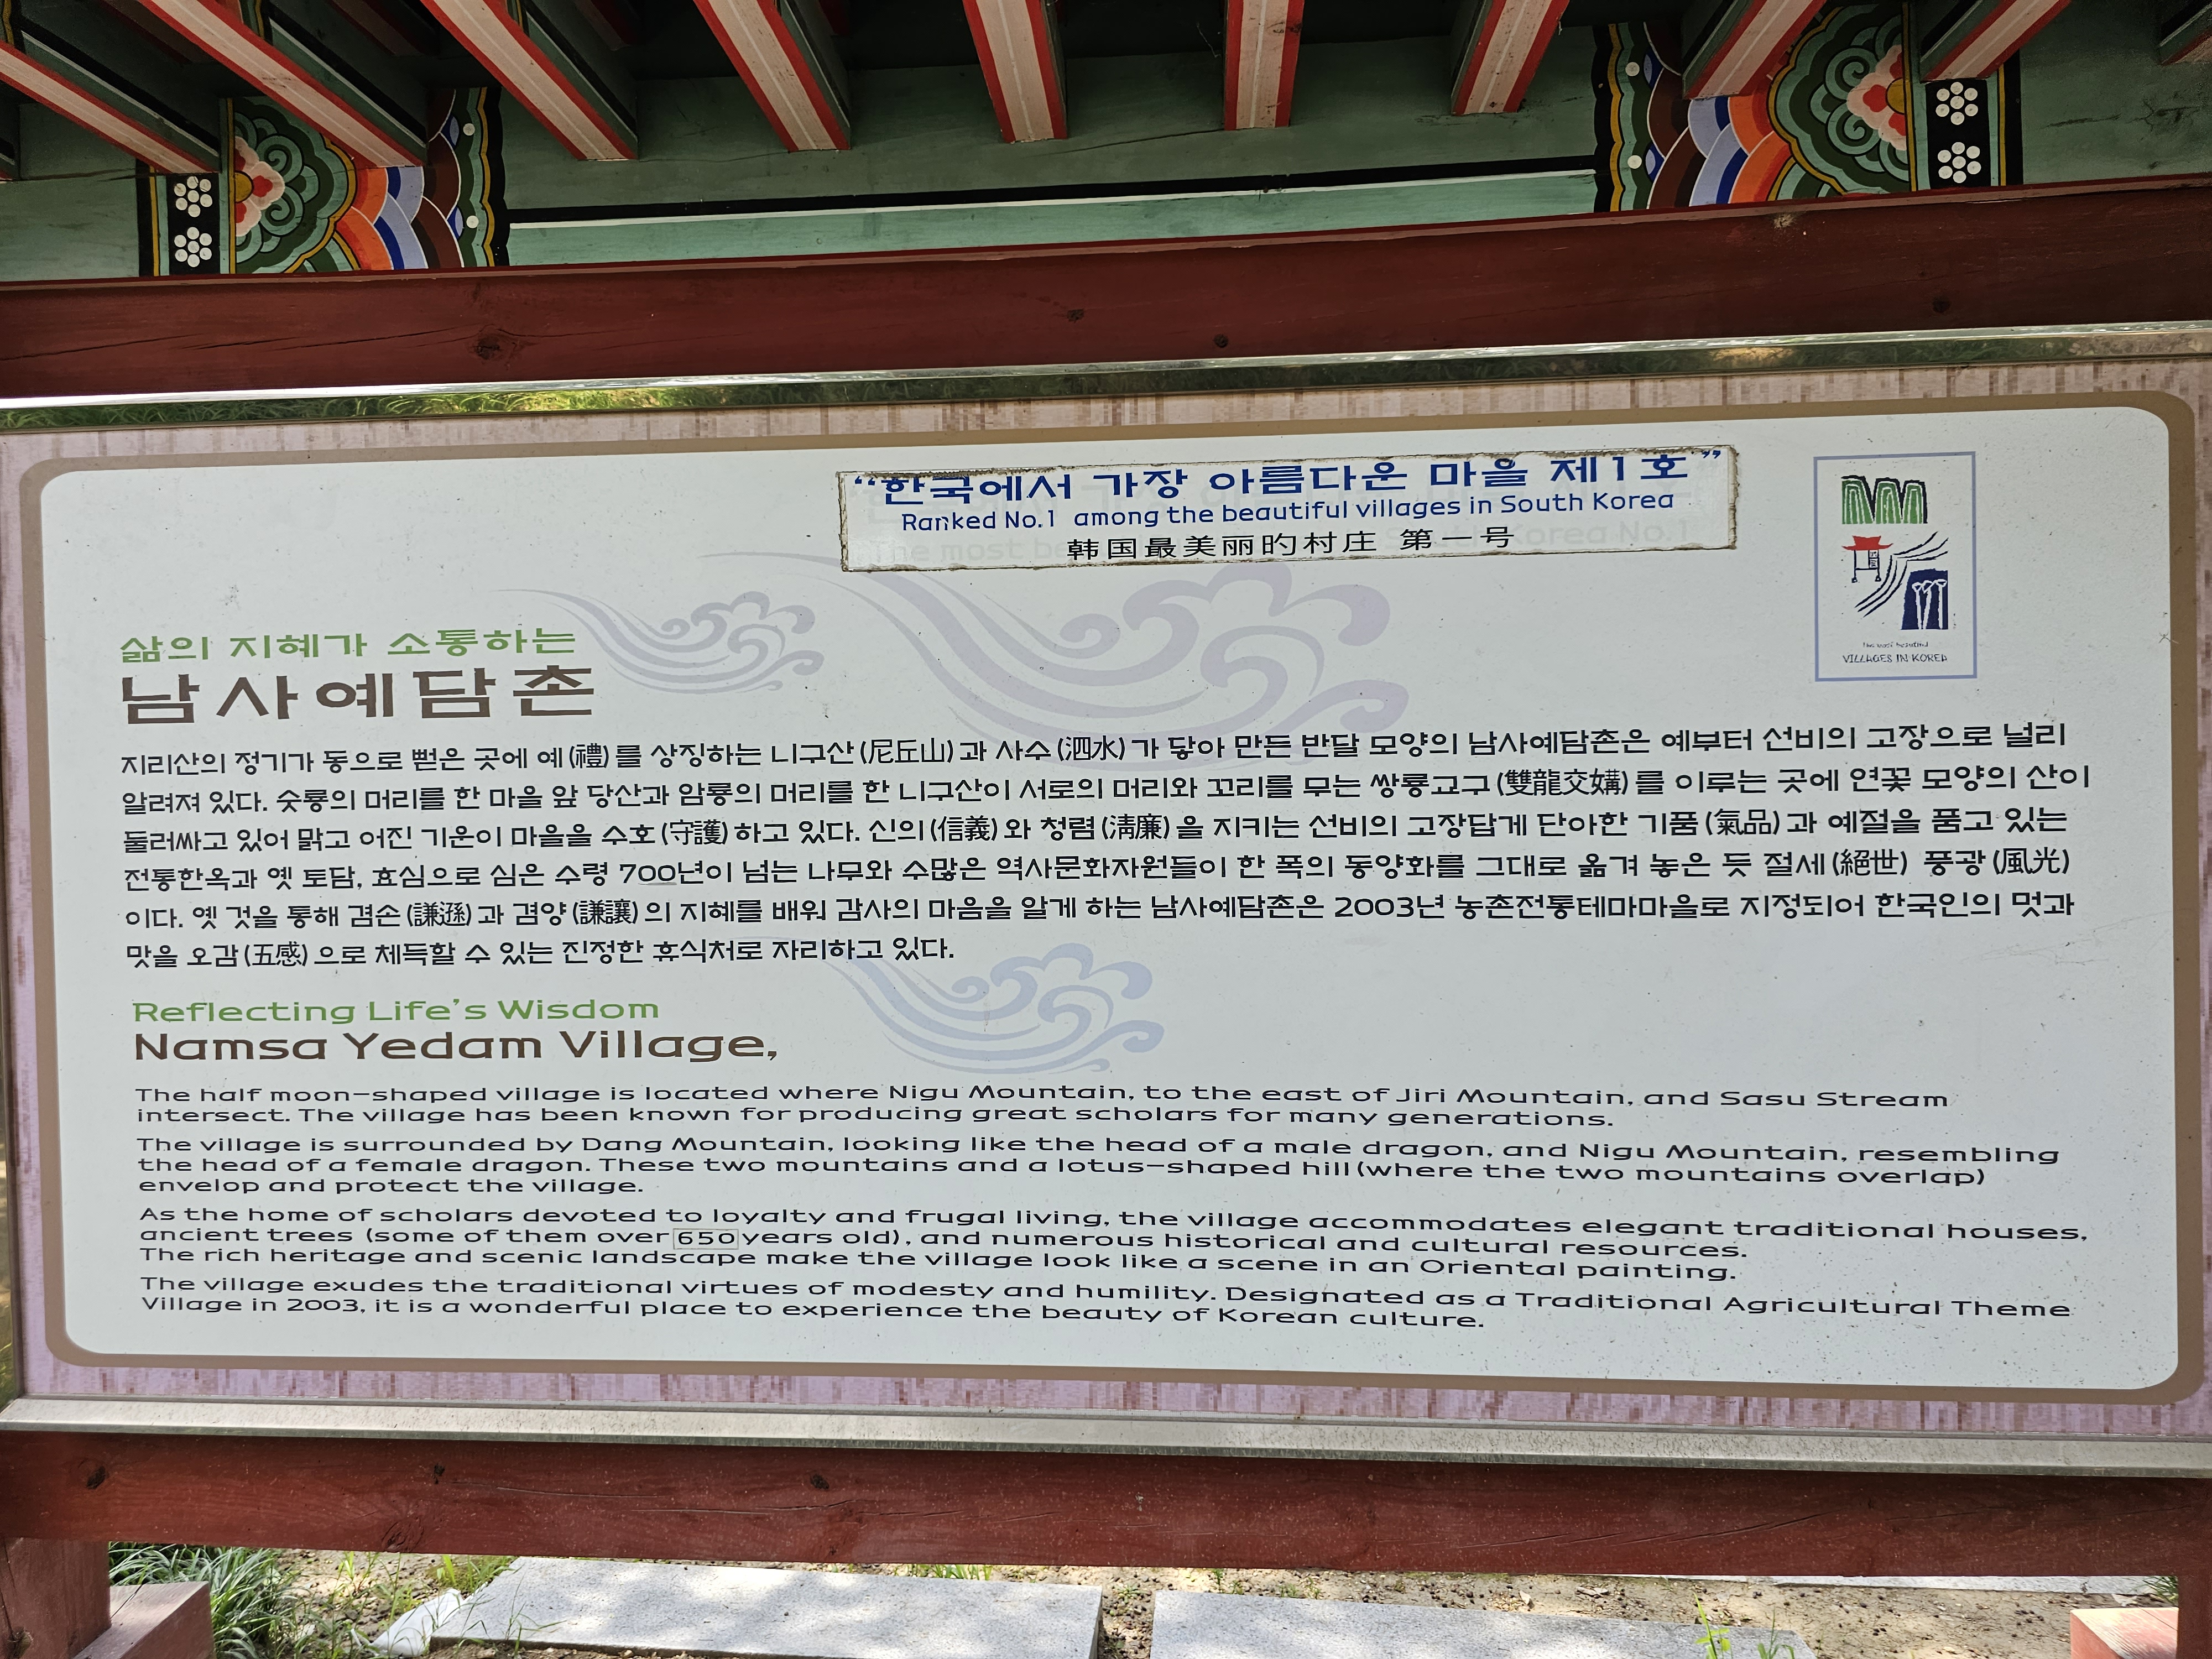 “한국에서 가장 아름다운 마을 제1호”
Ranked No.1 among the beautiful villages in South Korea
韩国最美丽旳村庄 第一号
The most beautiful
VILLAGES IN KOREA
삶의 지혜가 소통하는
남사예담촌
지리산의 정기가 동으로 뻗은 곳에 예(禮)를 상징하는 니구산(尼丘山)과 사수(泗水)가 닿아 만든 반달 모양의 남사예담촌은 예부터 선비의 고장으로 널리
알려져 있다. 숫룡의 머리를 한 마을 앞 당산과 암룡의 머리를 한 니구산이 서로의 머리와 꼬리를 무는 쌍룡교구(雙龍交媾)를 이루는 곳에 연꽃 모양의 산이
둘러싸고 있어 맑고 어진 기운이 마을을 수호(守護)하고 있다. 신의(信義)와 청렴(淸廉)을 지키는 선비의 고장답게 단아한 기품(氣品)과 예절을 품고 있는
전통한옥과 옛 토담, 효심으로 심은 수령 700년이 넘는 나무와 수많은 역사문화자원들이 한 폭의 동양화를 그대로 옮겨 놓은 듯 절세(絕世) 풍광(風光)
이다. 옛 것을 통해 겸손(謙遜)과 겸양(謙讓)의 지혜를 배워 감사의 마음을 알게 하는 남사예담촌은 2003년 농촌전통테마마을로 지정되어 한국인의 멋과
맛을 오감(五感)으로 체득할 수 있는 진정한 휴식처로 자리하고 있다.
Reflecting Life's Wisdom
Namsa Yedam Village,
The half moon-shaped village is located where Nigu Mountain, to the east of Jiri Mountain, and Sasu Stream
intersect. The village has been known for producing great scholars for many generations.
The village is surrounded by Dang Mountain, looking like the head of a male dragon, and Nigu Mountain, resembling
the head of a female dragon. These two mountains and a lotus-shaped hill(where the two mountains overlap)
envelop and protect the village.
As the home of scholars devoted to loyalty and frugal living, the village accommodates elegant traditional houses,
ancient trees (some of them over 650 years old), and numerous historical and cultural resources.
The rich heritage and scenic landscape make the village look like a scene in an Oriental painting.
The village exudes the traditional virtues of modesty and humility. Designated as a Traditional Agricultural Theme
Village in 2003, it is a wonderful place to experience the beauty of Korean culture.